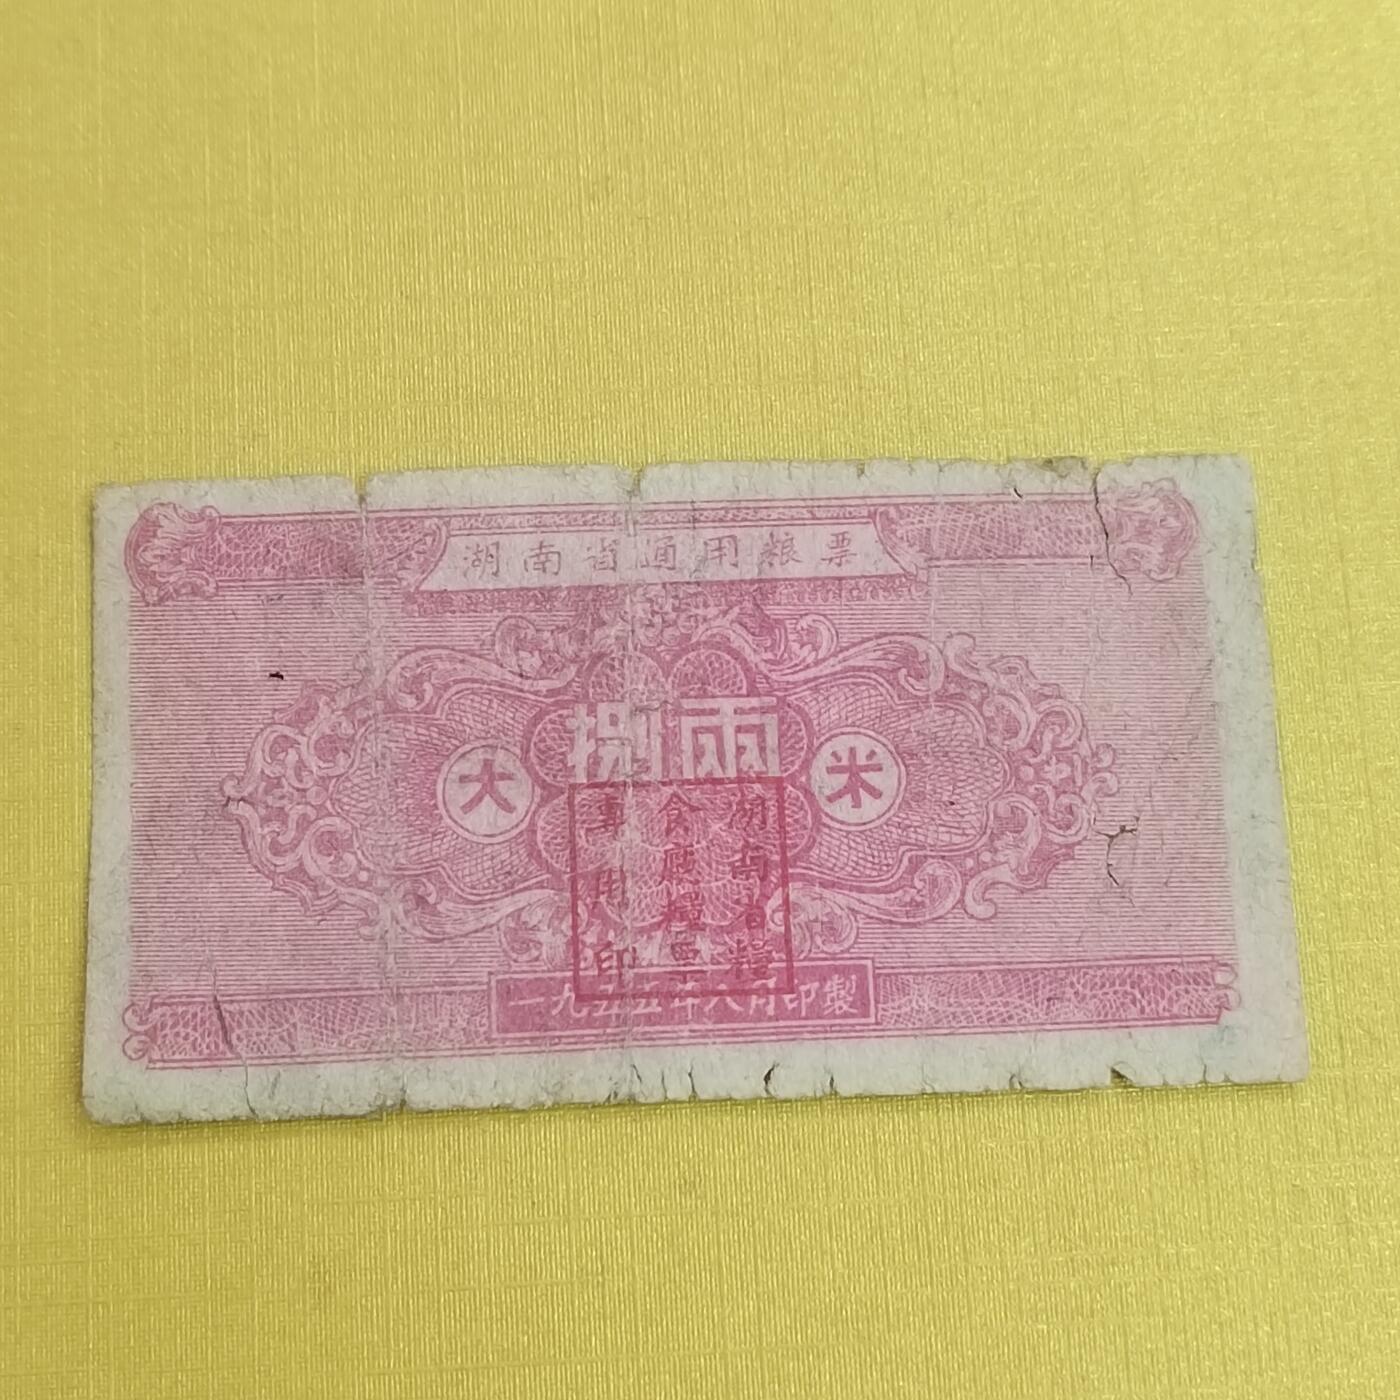 湖南省通用粮票
大 捌兩 米
湖南省糧
食廳糧票
專用印
一九五五年八月印製